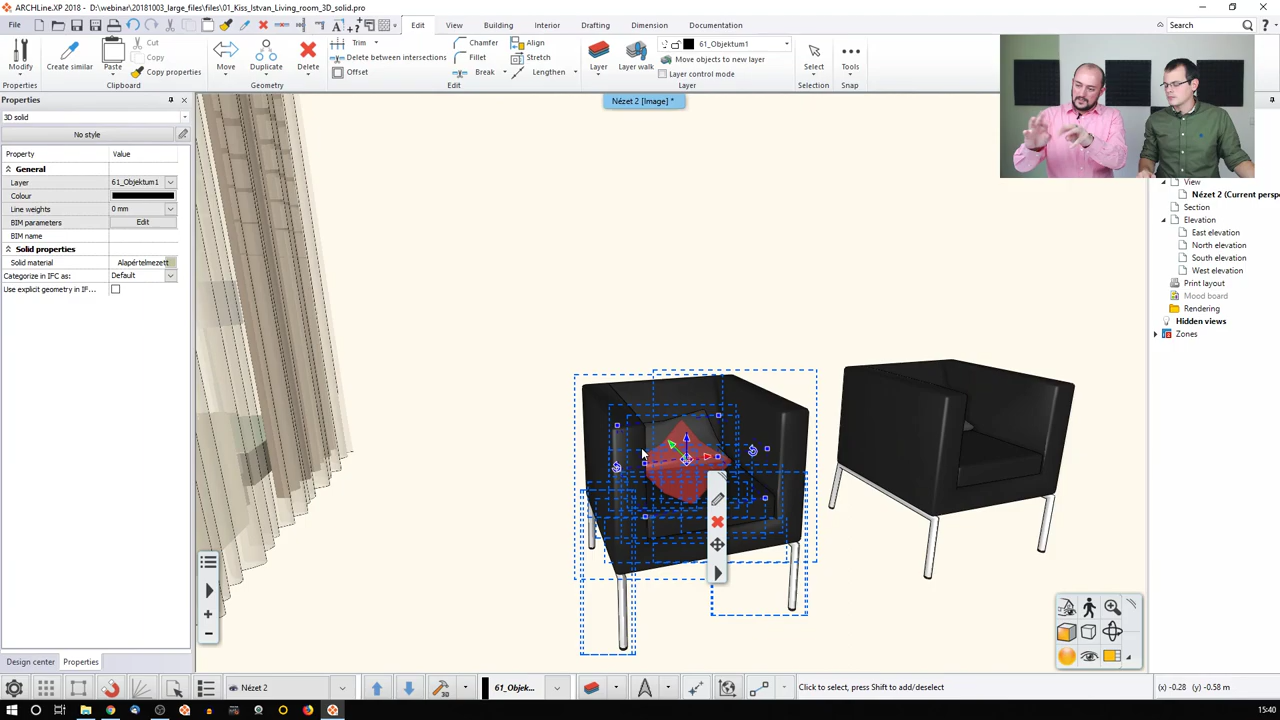 ARCHLine.XP 2018 - D:\webinar\20181003_large_files\files\01_Kiss_Istvan_Living_room_3D_solid.pro
Edit View Building Interior Drafting Dimension Documentation Search
Modify
Properties
Create similar
Paste
Cut
Copy
Copy properties
Clipboard
Move
Duplicate
Delete
Geometry
Trim
Delete between intersections
Offset
Chamfer
Fillet
Break
Align
Stretch
Lengthen
Edit
Layer
Layer walk
61_Objektum1
Move objects to new layer
Layer control mode
Layer
Select
Selection
Tools
Snap
Properties
3D solid
No style
Property Value
General
Layer 61_Objektum1
Colour
Line weights 0 mm
BIM parameters Edit
BIM name
Solid properties
Solid material Alapértelmezett
Categorize in IFC as: Default
Use explicit geometry in IF...
Design center Properties
Nézet 2 [Image] *
View
Nézet 2 (Current persp
Section
Elevation
East elevation
North elevation
South elevation
West elevation
Print layout
Mood board
Rendering
Hidden views
Zones
Nézet 2
3D
61_Objek...
Click to select, press Shift to add/deselect
(x) -0.28 (y) -0.58 m
15:40